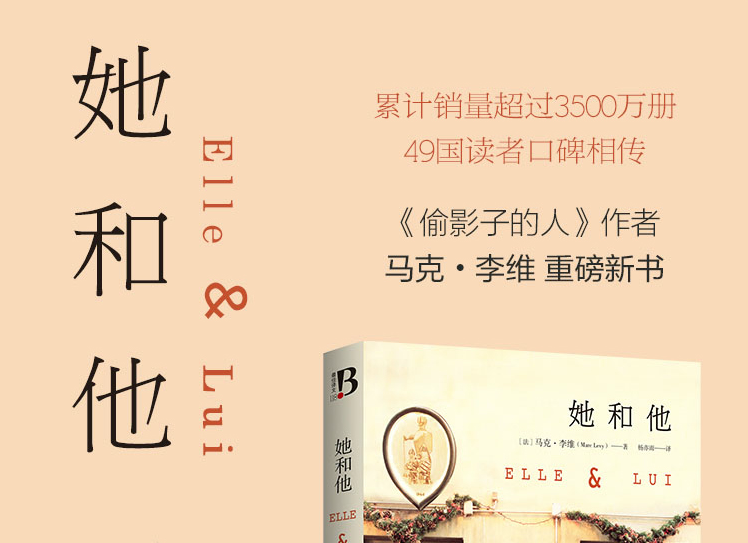 她和他
Elle & Lui
累计销量超过3500万册
49国读者口碑相传
《偷影子的人》作者
马克·李维 重磅新书
B
她和他
ELLE &
她和他
[法]马克·李维(Marc Levy)——著 杨亦雨——译
ELLE & LUI